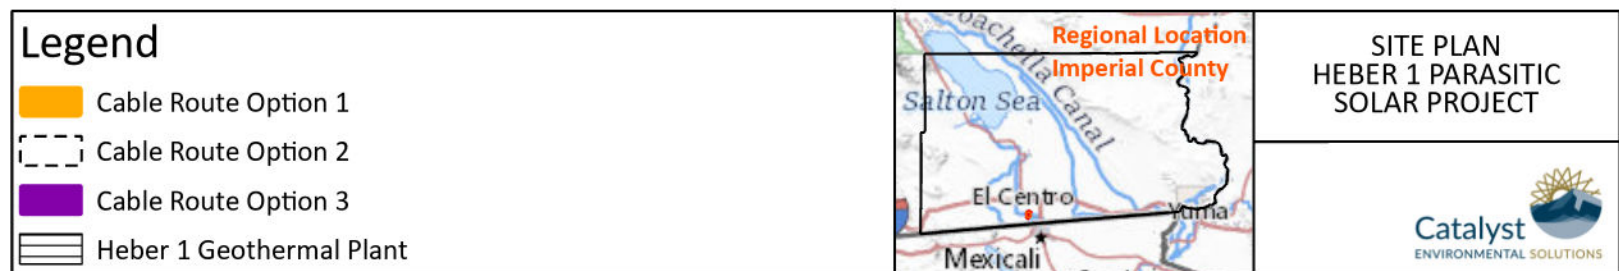 Legend
Cable Route Option 1
Cable Route Option 2
Cable Route Option 3
Heber 1 Geothermal Plant
Coachella Canal
Regional Location
Imperial County
Salton Sea
El Centro
Yuma
Mexicali
SITE PLAN
HEBER 1 PARASITIC
SOLAR PROJECT
Catalyst
ENVIRONMENTAL SOLUTIONS